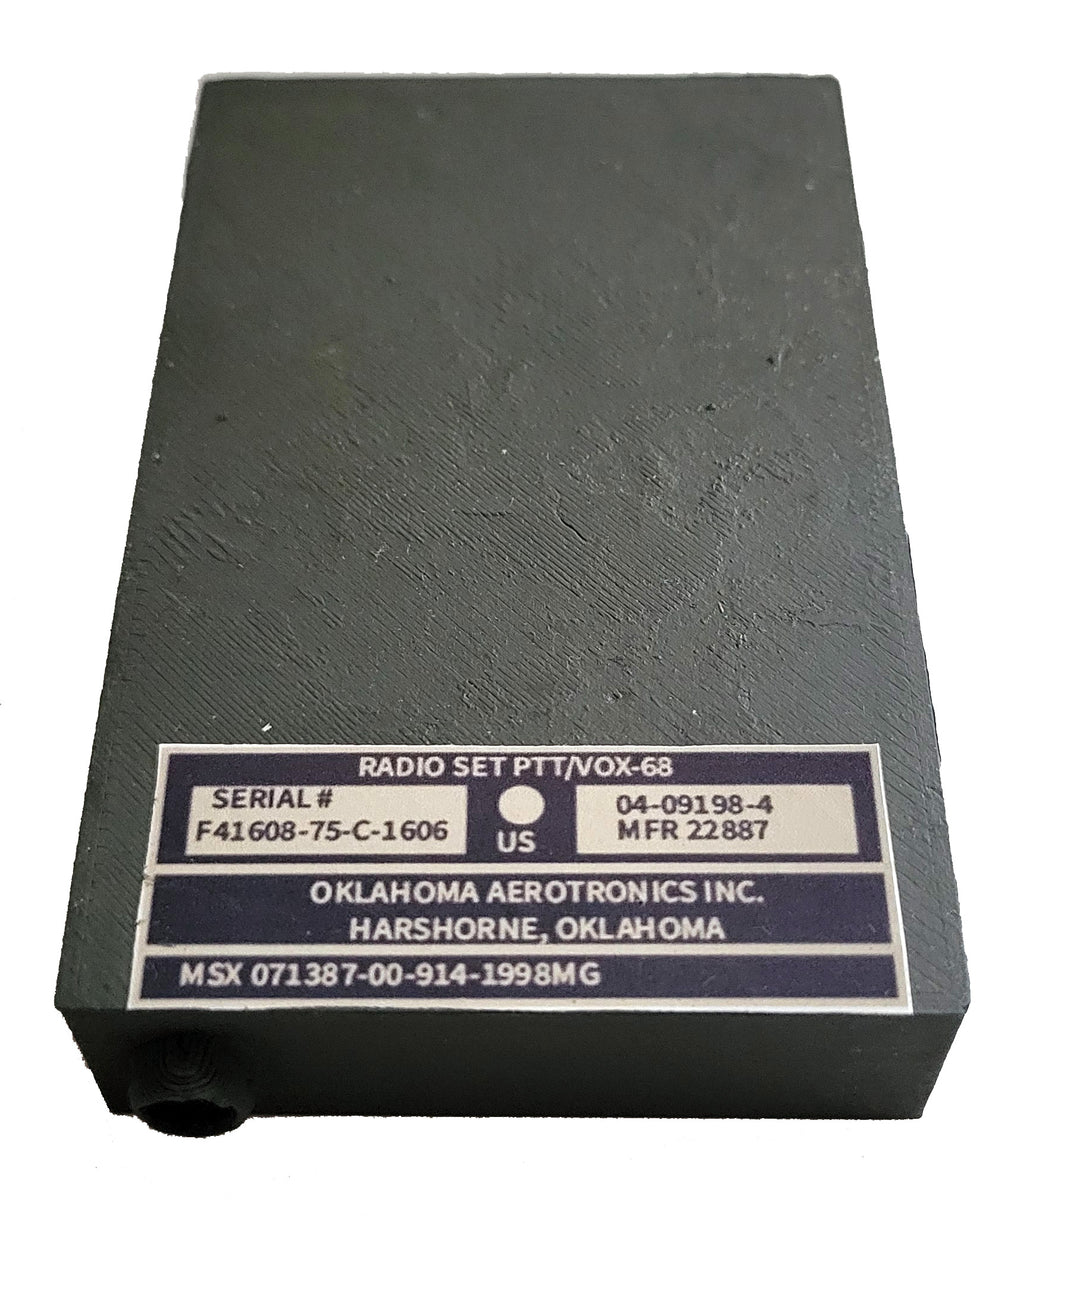 RADIO SET PTT/VOX-68
SERIAL #
F41608-75-C-1606
US
04-09198-4
MFR 22887
OKLAHOMA AEROTRONICS INC.
HARSHORNE, OKLAHOMA
MSX 071387-00-914-1998MG